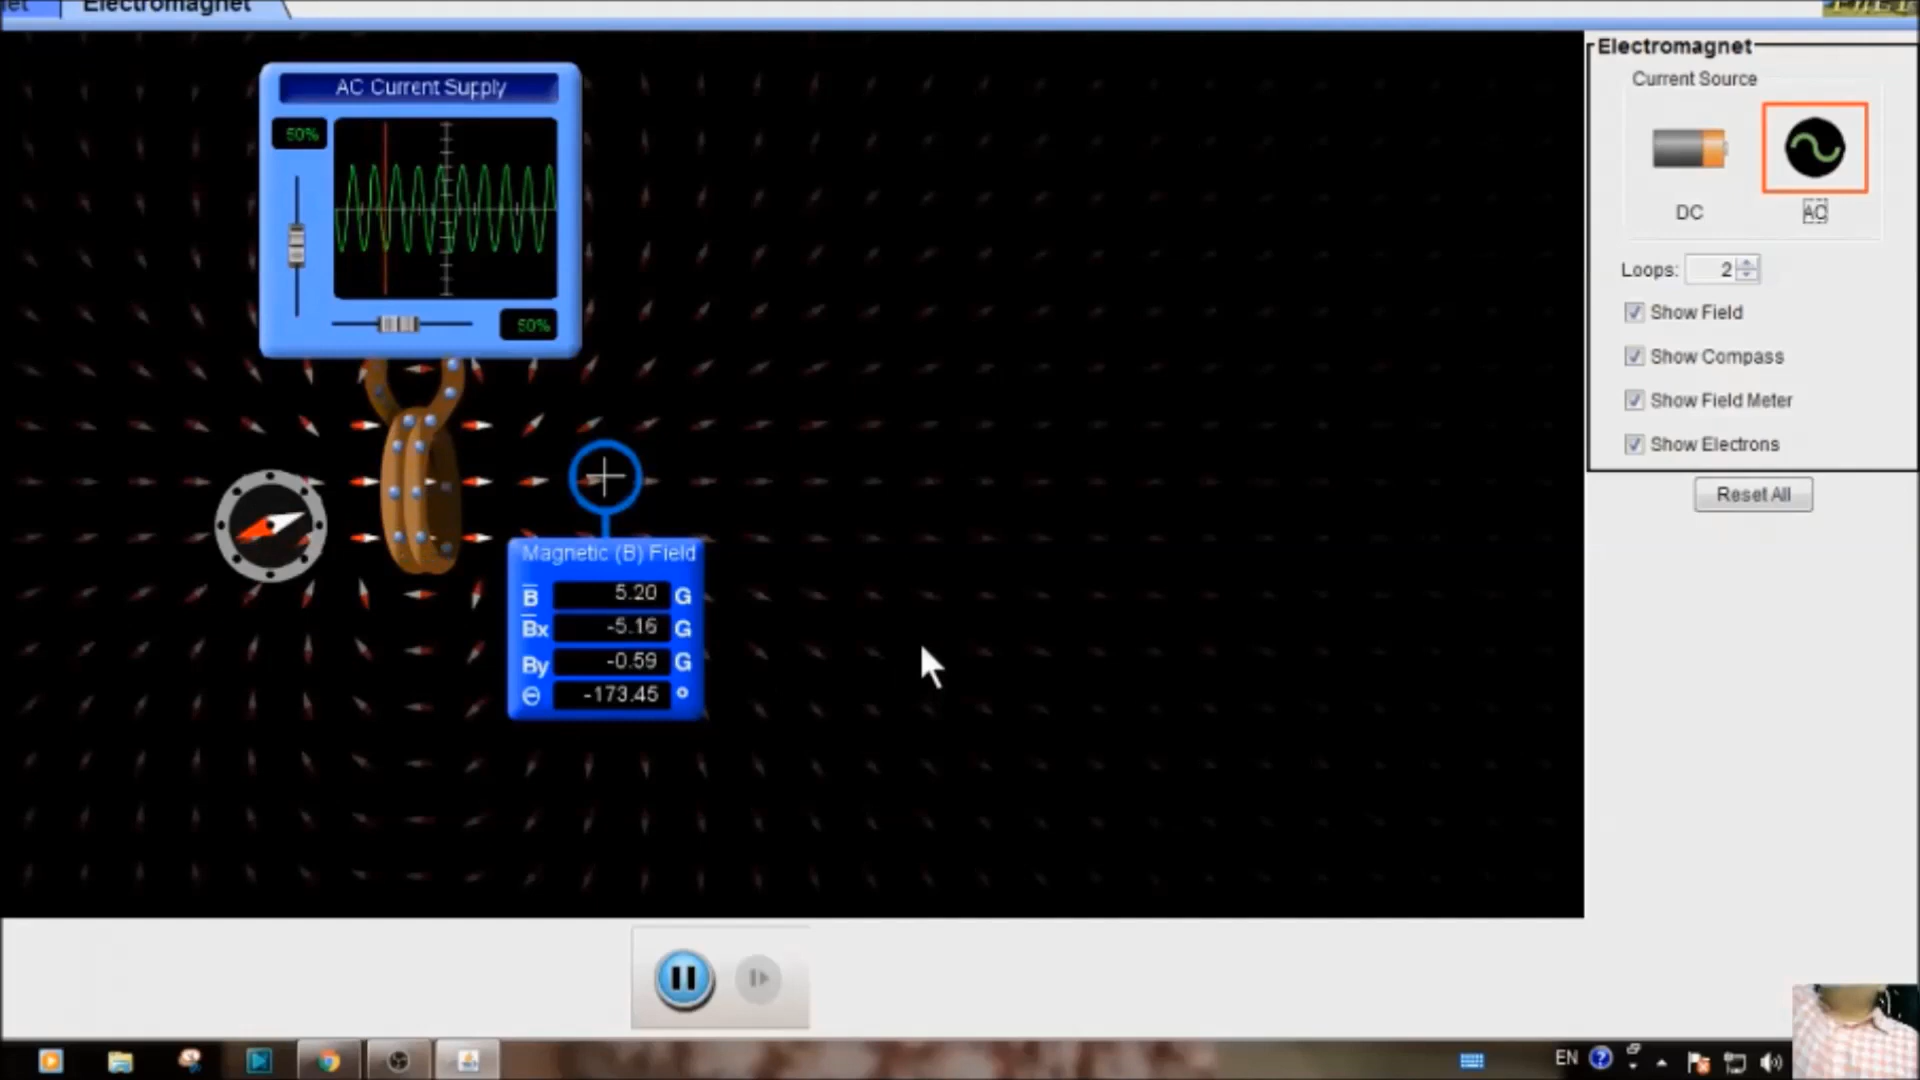 Electromagnet
AC Current Supply
50%
50%
Magnetic (B) Field
B 5.20 G
Bx -5.16 G
By -0.59 G
Θ -173.45 °
Electromagnet
Current Source
DC
AC
Loops: 2
Show Field
Show Compass
Show Field Meter
Show Electrons
Reset All
EN